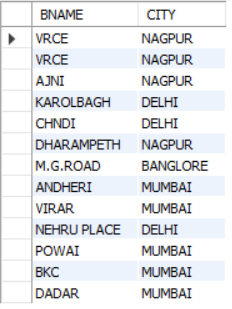 BNAME CITY
VRCE NAGPUR
VRCE NAGPUR
AJNI NAGPUR
KAROLBAGH DELHI
CHNDI DELHI
DHARAMPETH NAGPUR
M.G.ROAD BANGLORE
ANDHERI MUMBAI
VIRAR MUMBAI
NEHRU PLACE DELHI
POWAI MUMBAI
BKC MUMBAI
DADAR MUMBAI